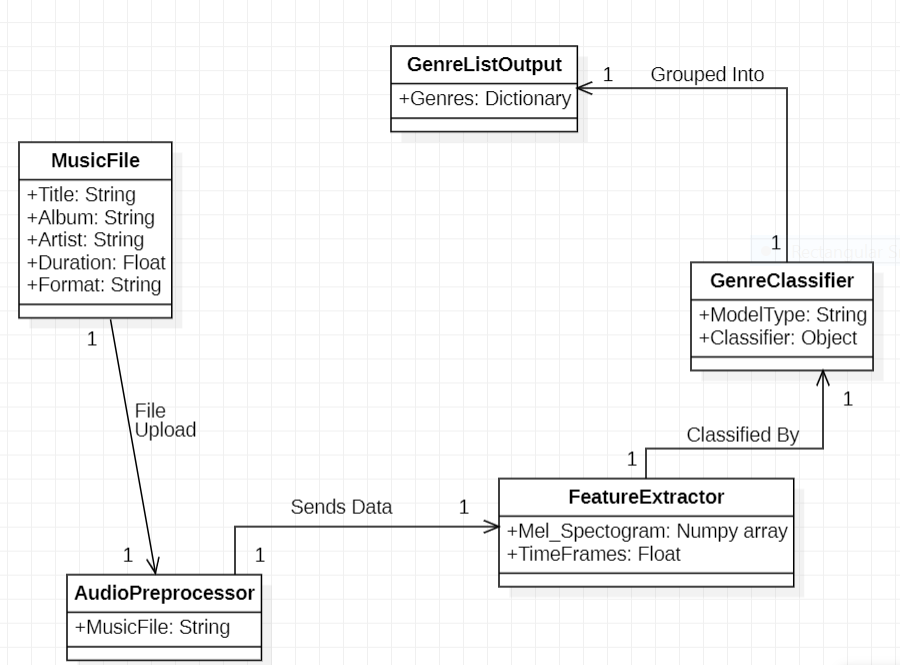 GenreListOutput
+Genres: Dictionary
1
Grouped Into
MusicFile
+Title: String
+Album: String
+Artist: String
+Duration: Float
+Format: String
1
1
GenreClassifier
+ModelType: String
+Classifier: Object
1
File
Upload
Classified By
1
Sends Data
1
FeatureExtractor
+Mel_Spectogram: Numpy array
+TimeFrames: Float
1
1
AudioPreprocessor
+MusicFile: String